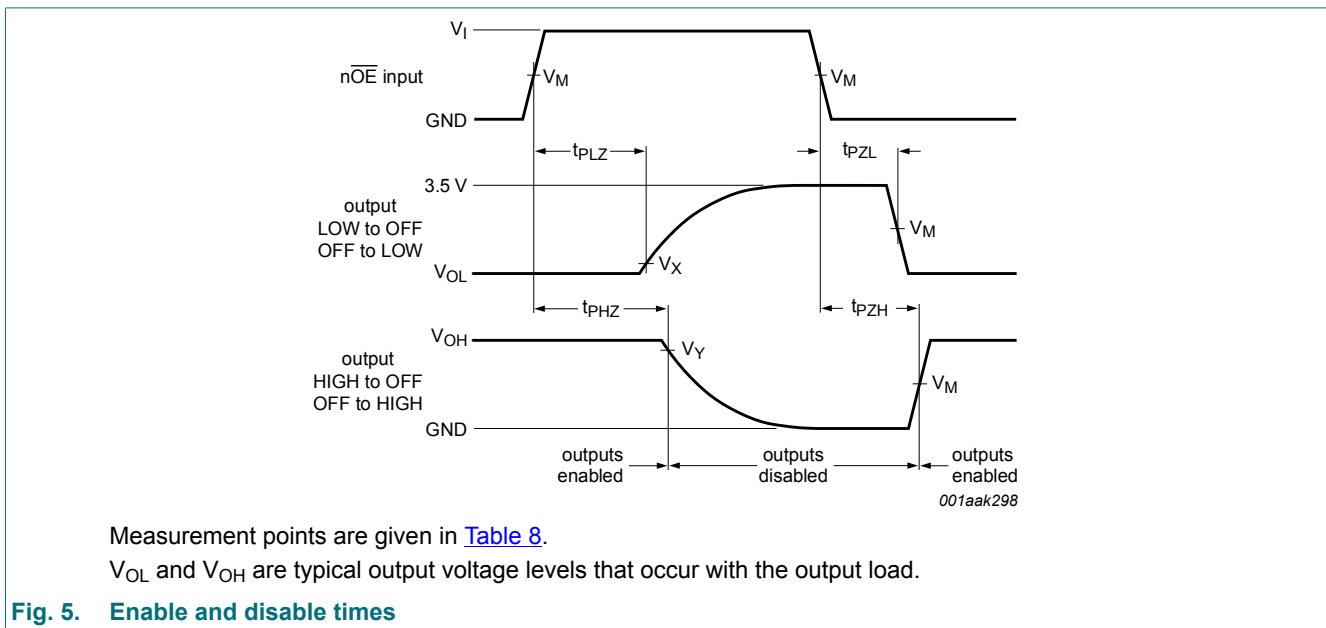 V_I
nO̅E̅ input
V_M
V_M
GND
t_PLZ
t_PZL
3.5 V
output
LOW to OFF
OFF to LOW
V_M
V_X
V_OL
t_PHZ
t_PZH
V_OH
output
HIGH to OFF
OFF to HIGH
V_Y
V_M
GND
outputs enabled
outputs disabled
outputs enabled
001aak298
Measurement points are given in Table 8.
V_OL and V_OH are typical output voltage levels that occur with the output load.
Fig. 5. Enable and disable times